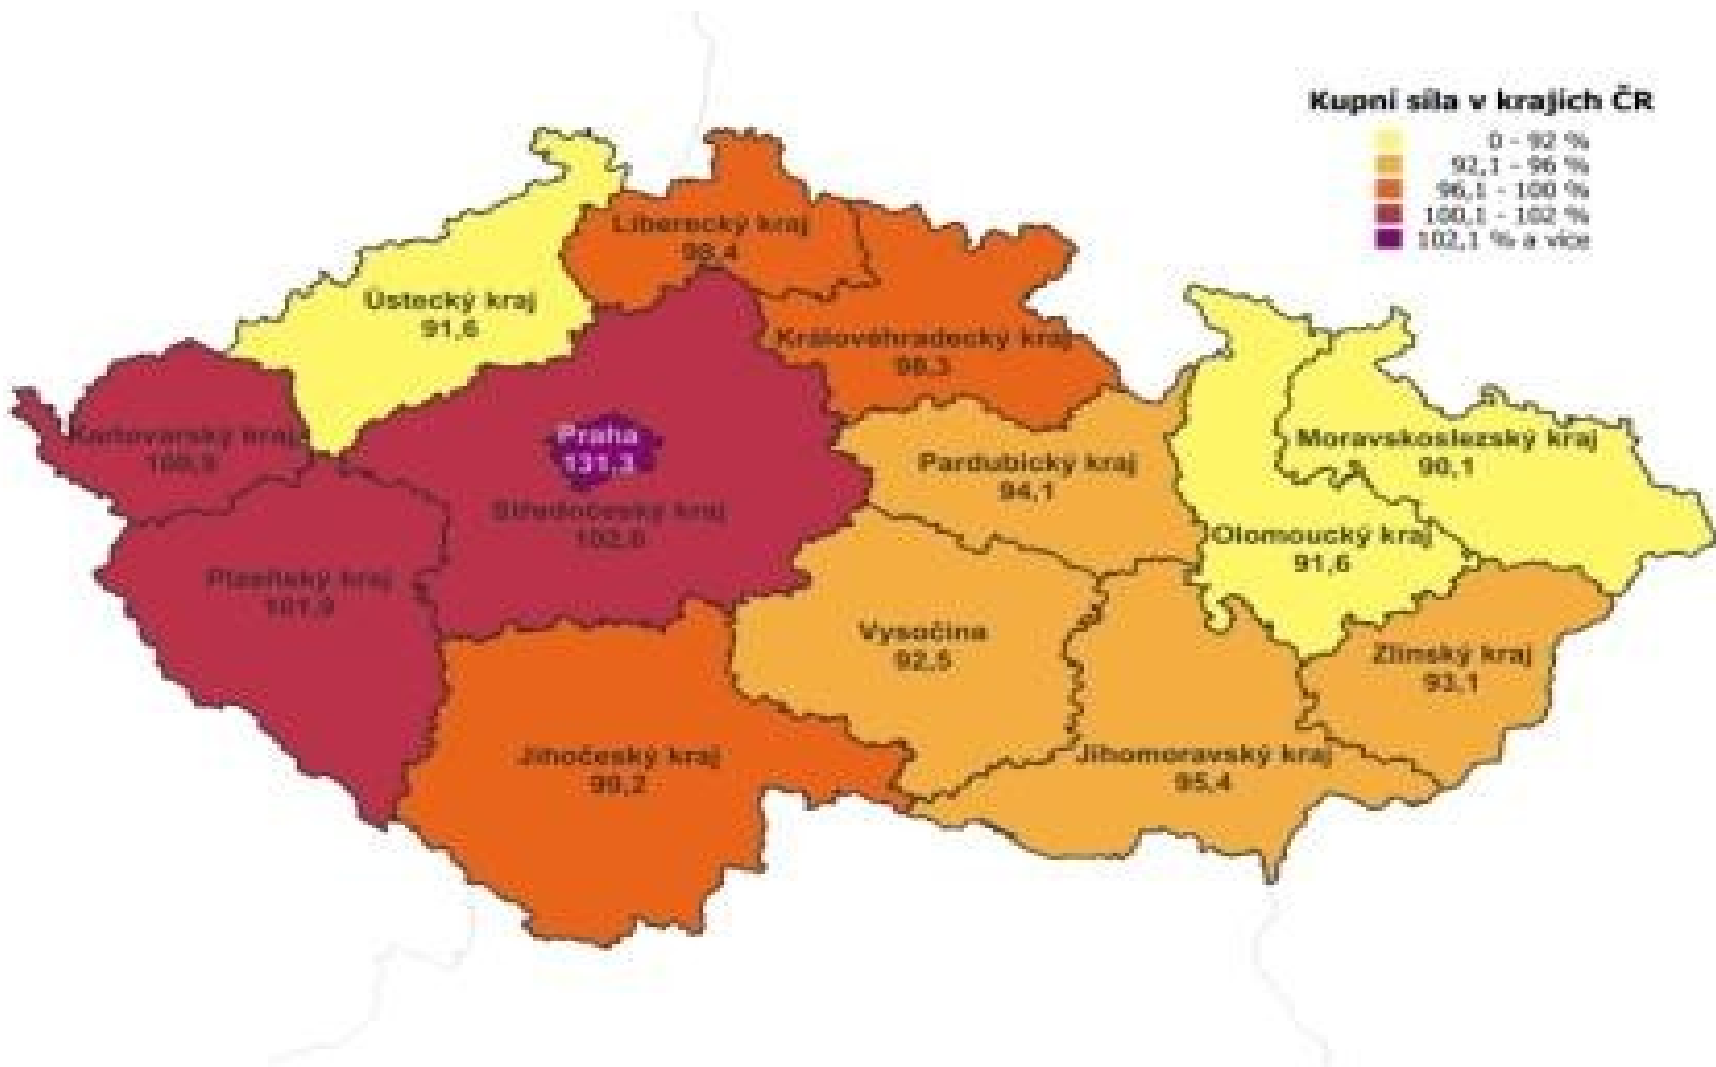 Kupní síla v krajích ČR
0 - 92 %
92,1 - 96 %
96,1 - 100 %
100,1 - 102 %
102,1 % a více
Liberecký kraj
98,4
Ústecký kraj
91,6
Královéhradecký kraj
Karlovarský kraj
Praha
131,3
Moravskoslezský kraj
90,1
Pardubický kraj
94,1
Středočeský kraj
Olomoucký kraj
91,6
Plzeňský kraj
Vysočina
92,5
Zlínský kraj
93,1
Jihočeský kraj
99,2
Jihomoravský kraj
95,4